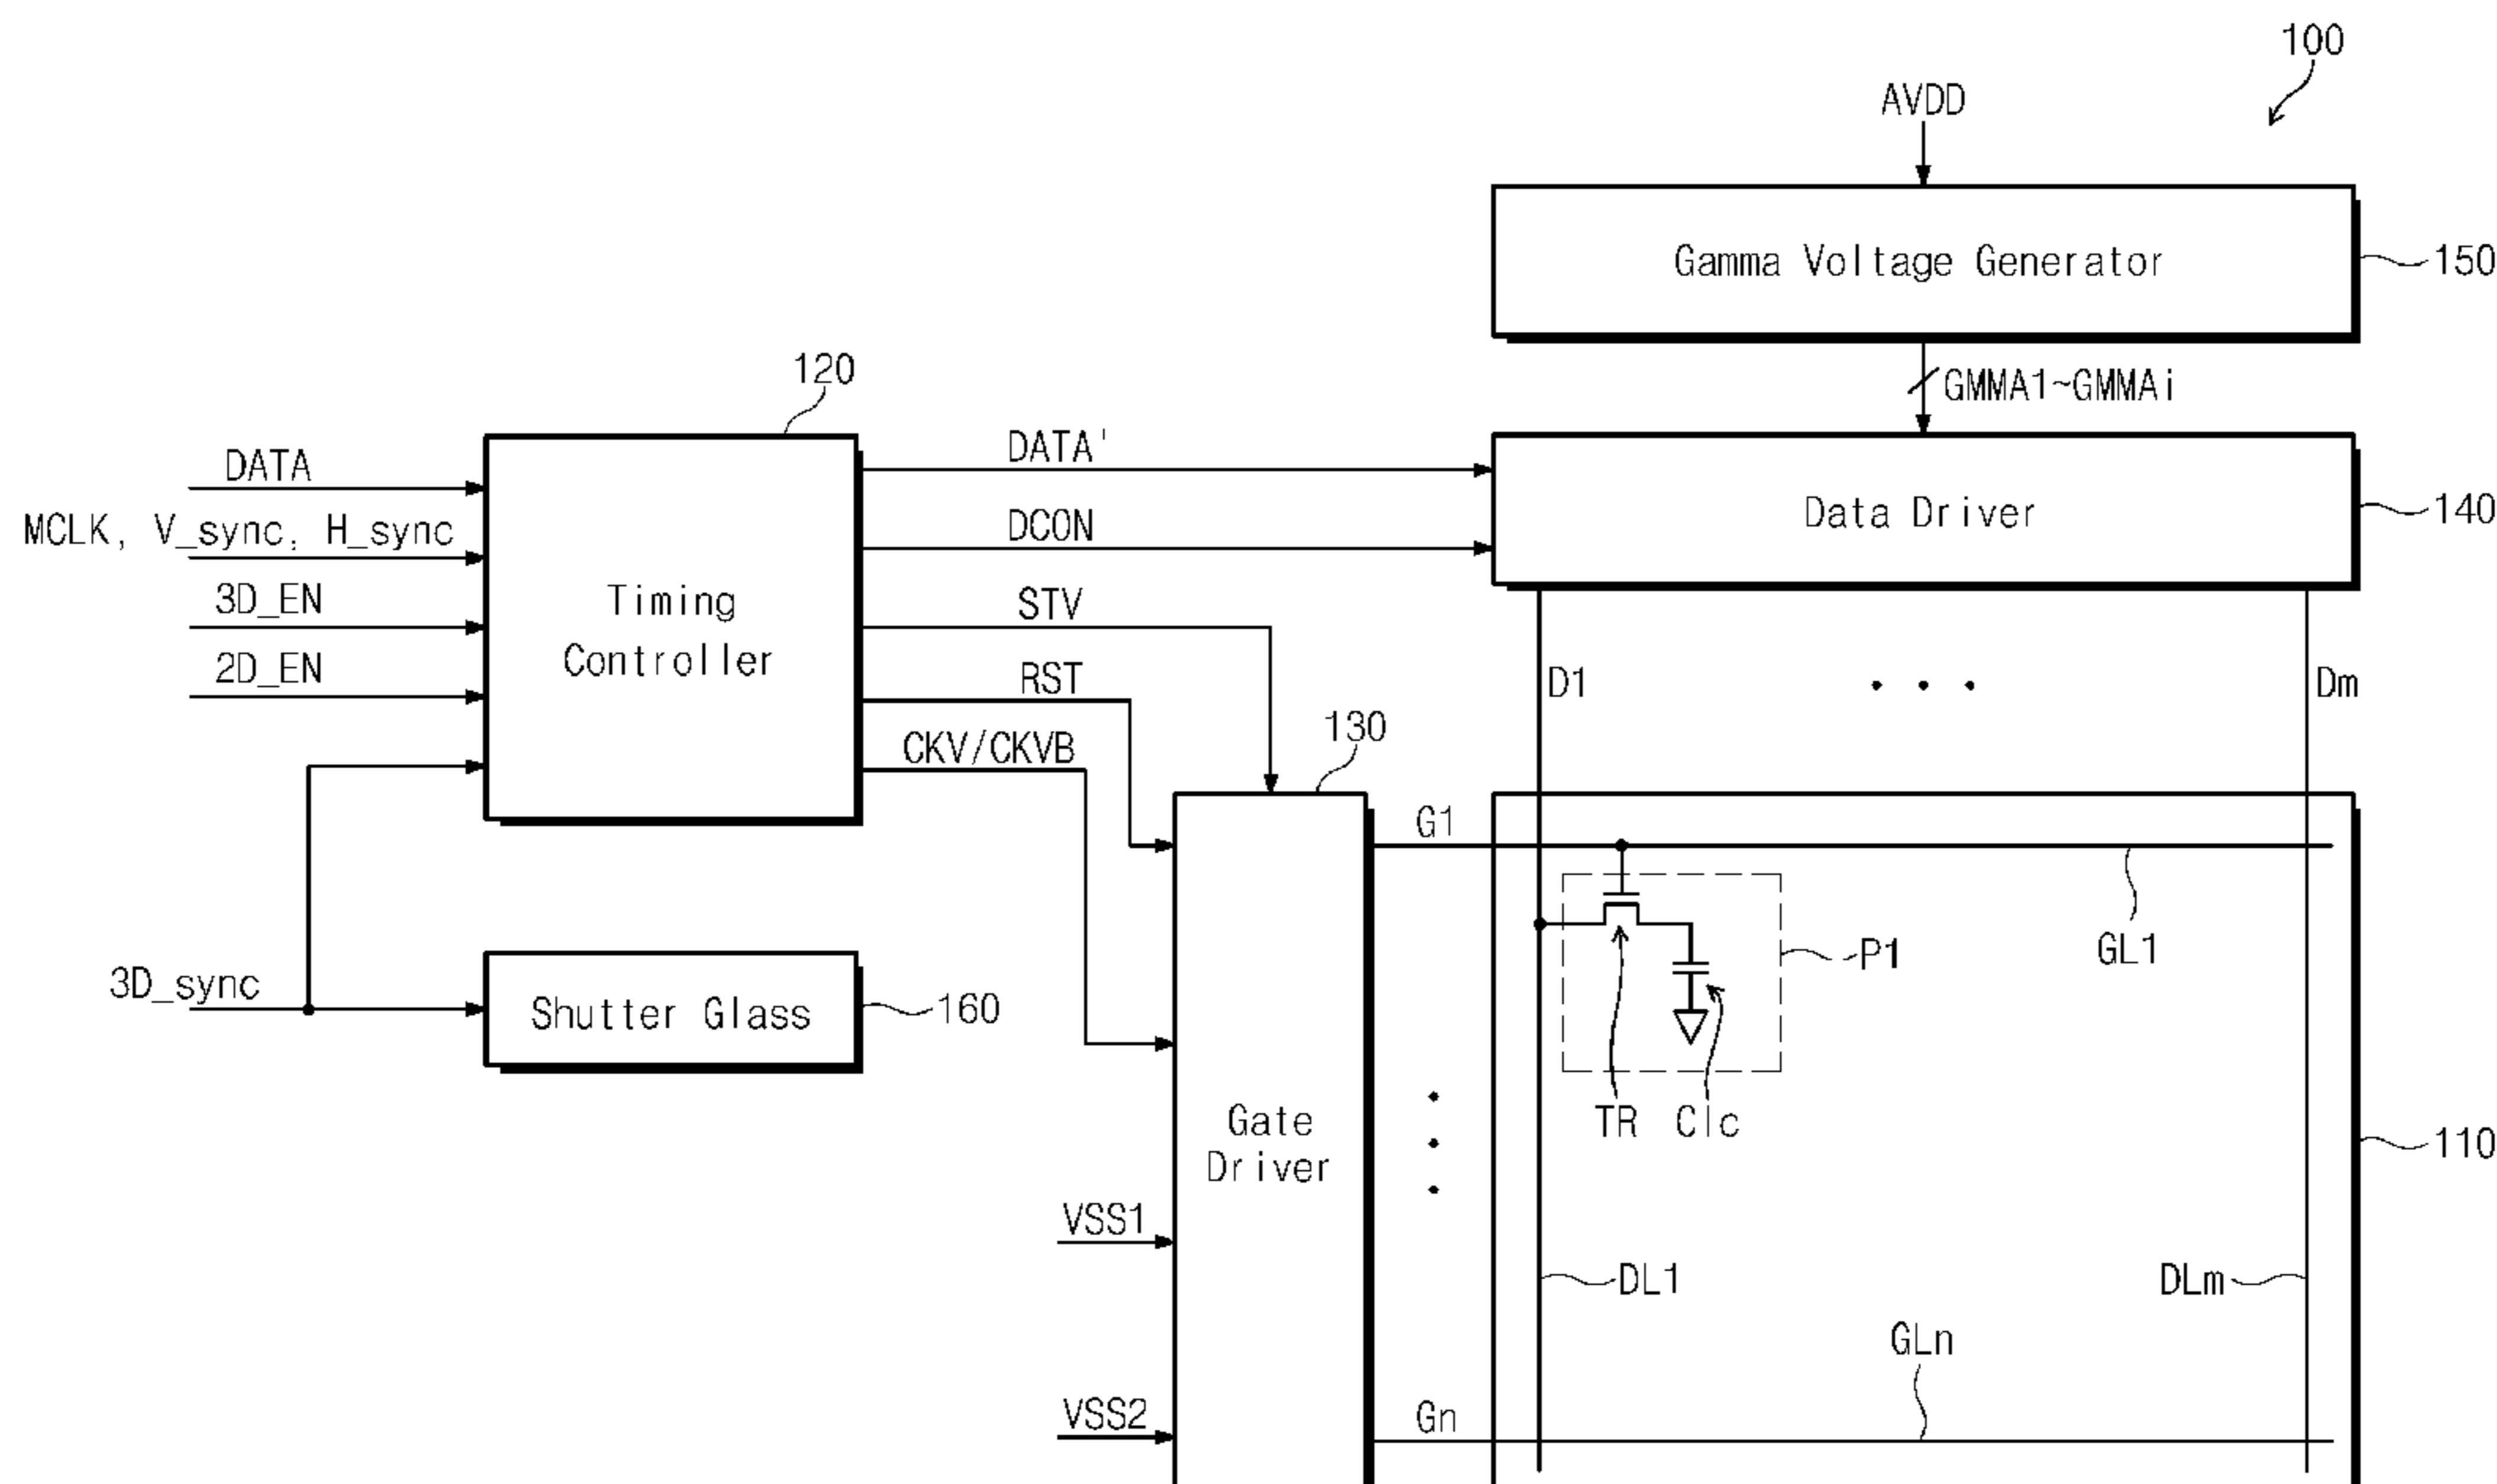 100
AVDD
Gamma Voltage Generator
150
GMMA1~GMMAi
120
DATA
MCLK, V_sync, H_sync
3D_EN
2D_EN
Timing
Controller
DATA'
DCON
STV
RST
CKV/CKVB
Data Driver
140
D1
Dm
130
G1
GL1
P1
TR
Clc
3D_sync
Shutter Glass
160
Gate
Driver
110
VSS1
VSS2
DL1
DLm
GLn
Gn